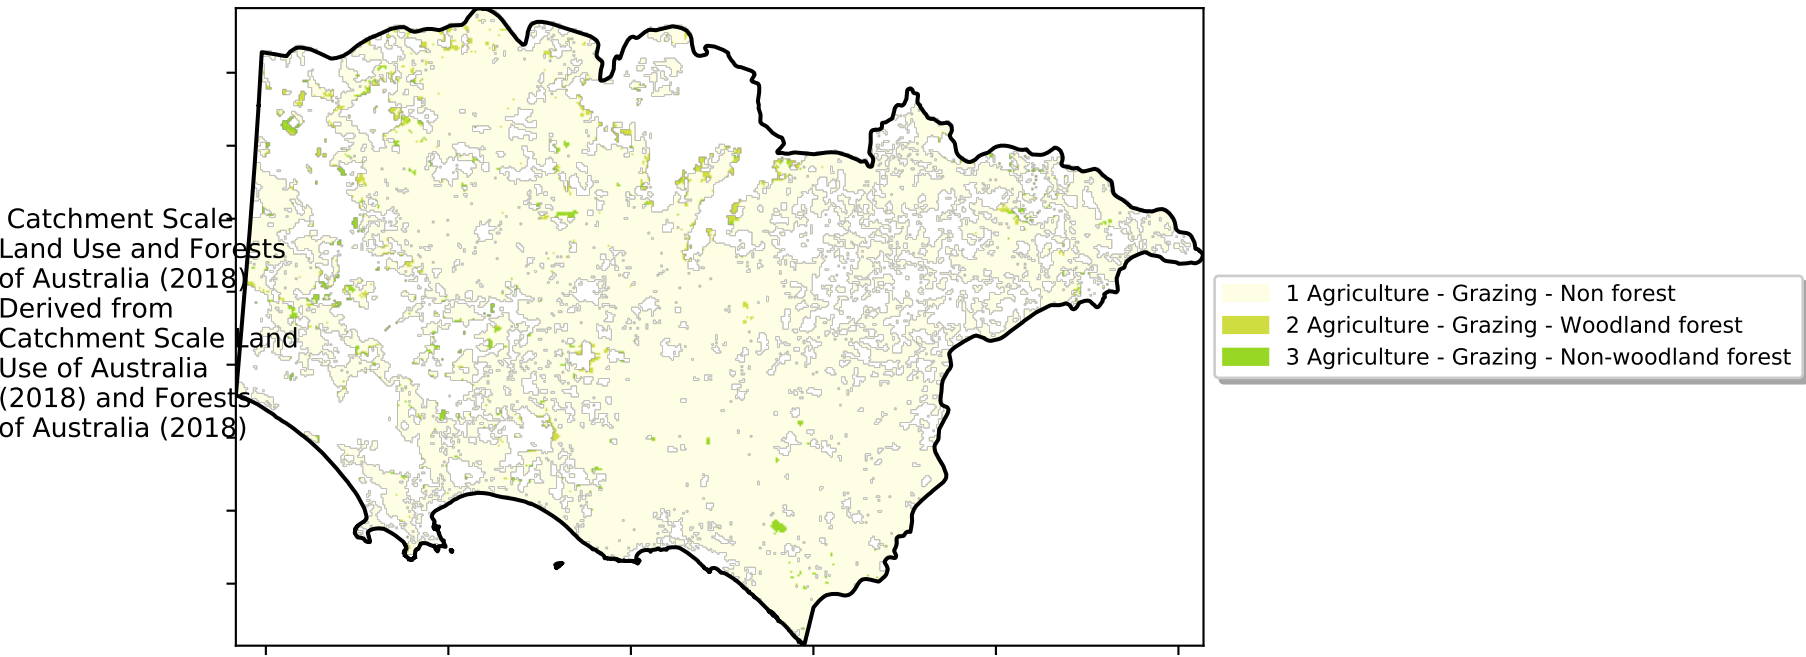 Catchment Scale
Land Use and Forests
of Australia (2018)
Derived from
Catchment Scale Land
Use of Australia
(2018) and Forests
of Australia (2018)
1 Agriculture - Grazing - Non forest
2 Agriculture - Grazing - Woodland forest
3 Agriculture - Grazing - Non-woodland forest